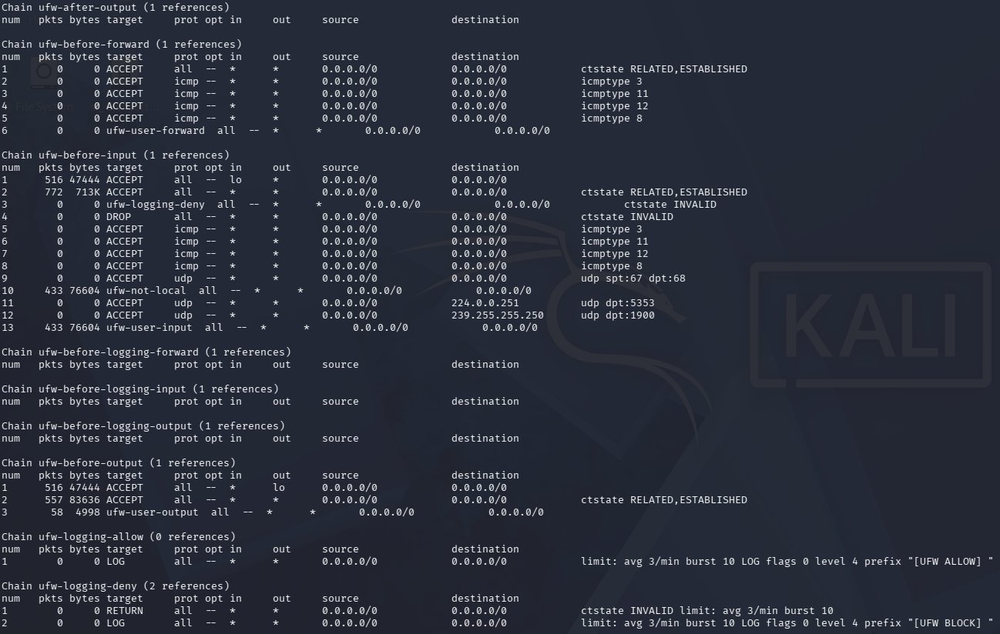 Chain ufw-after-output (1 references)
num   pkts bytes target     prot opt in     out     source               destination

Chain ufw-before-forward (1 references)
num   pkts bytes target     prot opt in     out     source               destination
1        0     0 ACCEPT     all  --  *      *       0.0.0.0/0            0.0.0.0/0            ctstate RELATED,ESTABLISHED
2        0     0 ACCEPT     icmp --  *      *       0.0.0.0/0            0.0.0.0/0            icmptype 3
3        0     0 ACCEPT     icmp --  *      *       0.0.0.0/0            0.0.0.0/0            icmptype 11
4        0     0 ACCEPT     icmp --  *      *       0.0.0.0/0            0.0.0.0/0            icmptype 12
File System
5        0     0 ACCEPT     icmp --  *      *       0.0.0.0/0            0.0.0.0/0            icmptype 8
6        0     0 ufw-user-forward  all  --  *      *       0.0.0.0/0            0.0.0.0/0

Chain ufw-before-input (1 references)
num   pkts bytes target     prot opt in     out     source               destination
1      516 47444 ACCEPT     all  --  lo     *       0.0.0.0/0            0.0.0.0/0
2      772  713K ACCEPT     all  --  *      *       0.0.0.0/0            0.0.0.0/0            ctstate RELATED,ESTABLISHED
3        0     0 ufw-logging-deny  all  --  *      *       0.0.0.0/0            0.0.0.0/0            ctstate INVALID
4        0     0 DROP       all  --  *      *       0.0.0.0/0            0.0.0.0/0            ctstate INVALID
5        0     0 ACCEPT     icmp --  *      *       0.0.0.0/0            0.0.0.0/0            icmptype 3
6        0     0 ACCEPT     icmp --  *      *       0.0.0.0/0            0.0.0.0/0            icmptype 11
7        0     0 ACCEPT     icmp --  *      *       0.0.0.0/0            0.0.0.0/0            icmptype 12
8        0     0 ACCEPT     icmp --  *      *       0.0.0.0/0            0.0.0.0/0            icmptype 8
9        0     0 ACCEPT     udp  --  *      *       0.0.0.0/0            0.0.0.0/0            udp spt:67 dpt:68
10     433 76604 ufw-not-local  all  --  *      *       0.0.0.0/0            0.0.0.0/0
11       0     0 ACCEPT     udp  --  *      *       0.0.0.0/0            224.0.0.251          udp dpt:5353
12       0     0 ACCEPT     udp  --  *      *       0.0.0.0/0            239.255.255.250      udp dpt:1900
13     433 76604 ufw-user-input  all  --  *      *       0.0.0.0/0            0.0.0.0/0
KALI

Chain ufw-before-logging-forward (1 references)
num   pkts bytes target     prot opt in     out     source               destination

Chain ufw-before-logging-input (1 references)
num   pkts bytes target     prot opt in     out     source               destination

Chain ufw-before-logging-output (1 references)
num   pkts bytes target     prot opt in     out     source               destination

Chain ufw-before-output (1 references)
num   pkts bytes target     prot opt in     out     source               destination
1      516 47444 ACCEPT     all  --  *      lo      0.0.0.0/0            0.0.0.0/0
2      557 83636 ACCEPT     all  --  *      *       0.0.0.0/0            0.0.0.0/0            ctstate RELATED,ESTABLISHED
3       58  4998 ufw-user-output  all  --  *      *       0.0.0.0/0            0.0.0.0/0

Chain ufw-logging-allow (0 references)
num   pkts bytes target     prot opt in     out     source               destination
1        0     0 LOG        all  --  *      *       0.0.0.0/0            0.0.0.0/0            limit: avg 3/min burst 10 LOG flags 0 level 4 prefix "[UFW ALLOW] "

Chain ufw-logging-deny (2 references)
num   pkts bytes target     prot opt in     out     source               destination
1        0     0 RETURN     all  --  *      *       0.0.0.0/0            0.0.0.0/0            ctstate INVALID limit: avg 3/min burst 10
2        0     0 LOG        all  --  *      *       0.0.0.0/0            0.0.0.0/0            limit: avg 3/min burst 10 LOG flags 0 level 4 prefix "[UFW BLOCK] "